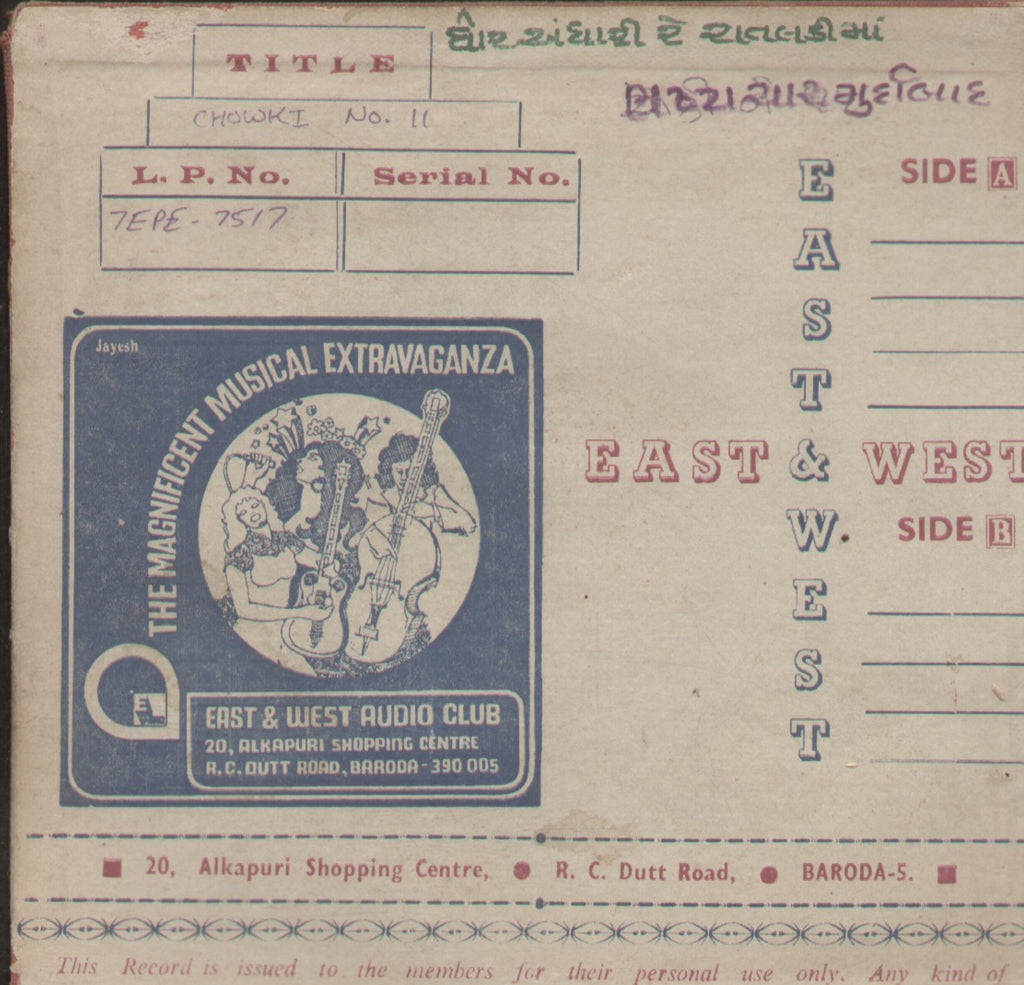 ઘોર અંધારી રે રાતલડીમાં
TITLE
CHOWKI No. 11
L. P. No.
Serial No.
7EPE - 7517
SIDE A
EAST & WEST
EAST & WEST
SIDE B
Jayesh
THE MAGNIFICENT MUSICAL EXTRAVAGANZA
EAST & WEST AUDIO CLUB
20, ALKAPURI SHOPPING CENTRE
R.C. DUTT ROAD, BARODA - 390 005
20, Alkapuri Shopping Centre, R. C. Dutt Road, BARODA-5.
This Record is issued to the members for their personal use only. Any kind of